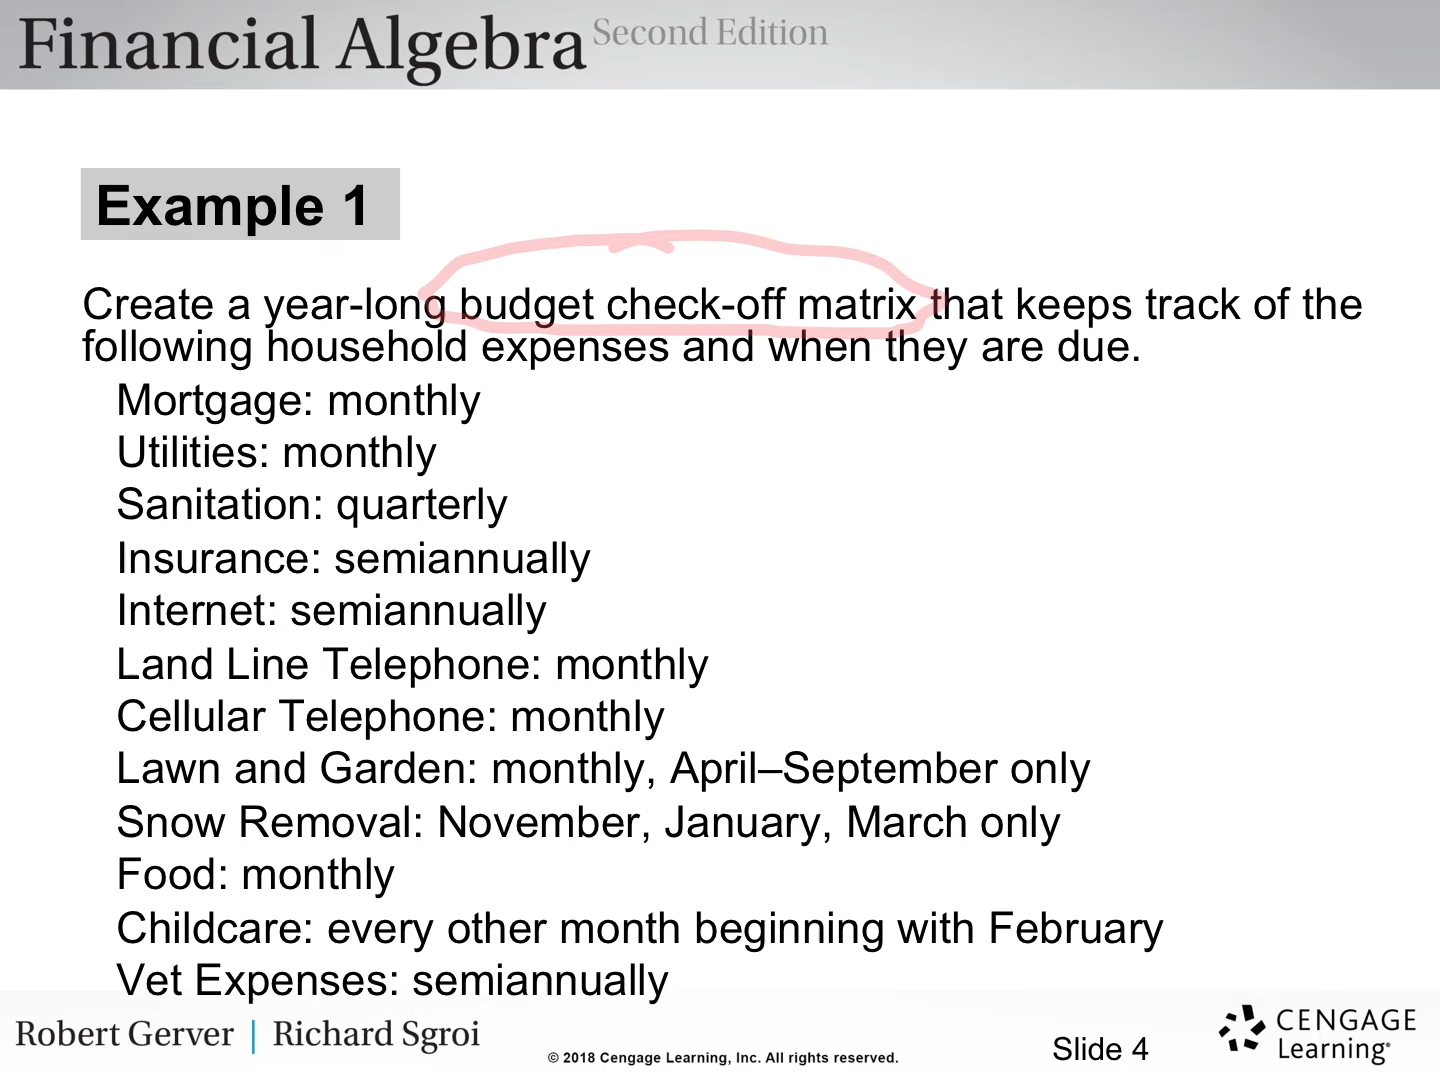 Financial Algebra Second Edition
Example 1
Create a year-long budget check-off matrix that keeps track of the
following household expenses and when they are due.
Mortgage: monthly
Utilities: monthly
Sanitation: quarterly
Insurance: semiannually
Internet: semiannually
Land Line Telephone: monthly
Cellular Telephone: monthly
Lawn and Garden: monthly, April–September only
Snow Removal: November, January, March only
Food: monthly
Childcare: every other month beginning with February
Vet Expenses: semiannually
Robert Gerver | Richard Sgroi
© 2018 Cengage Learning, Inc. All rights reserved.
Slide 4
CENGAGE
Learning®